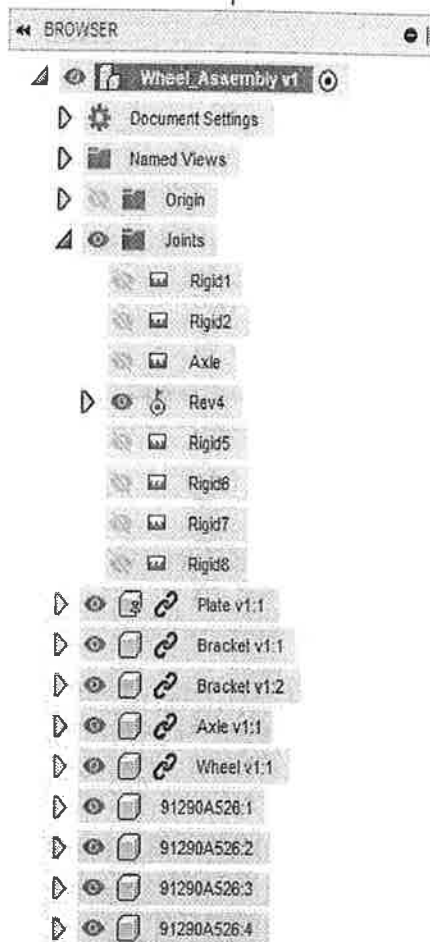 BROWSER
Wheel_Assembly v1
Document Settings
Named Views
Origin
Joints
Rigid1
Rigid2
Axle
Rev4
Rigid5
Rigid6
Rigid7
Rigid8
Plate v1:1
Bracket v1:1
Bracket v1:2
Axle v1:1
Wheel v1:1
91290A526:1
91290A526:2
91290A526:3
91290A526:4